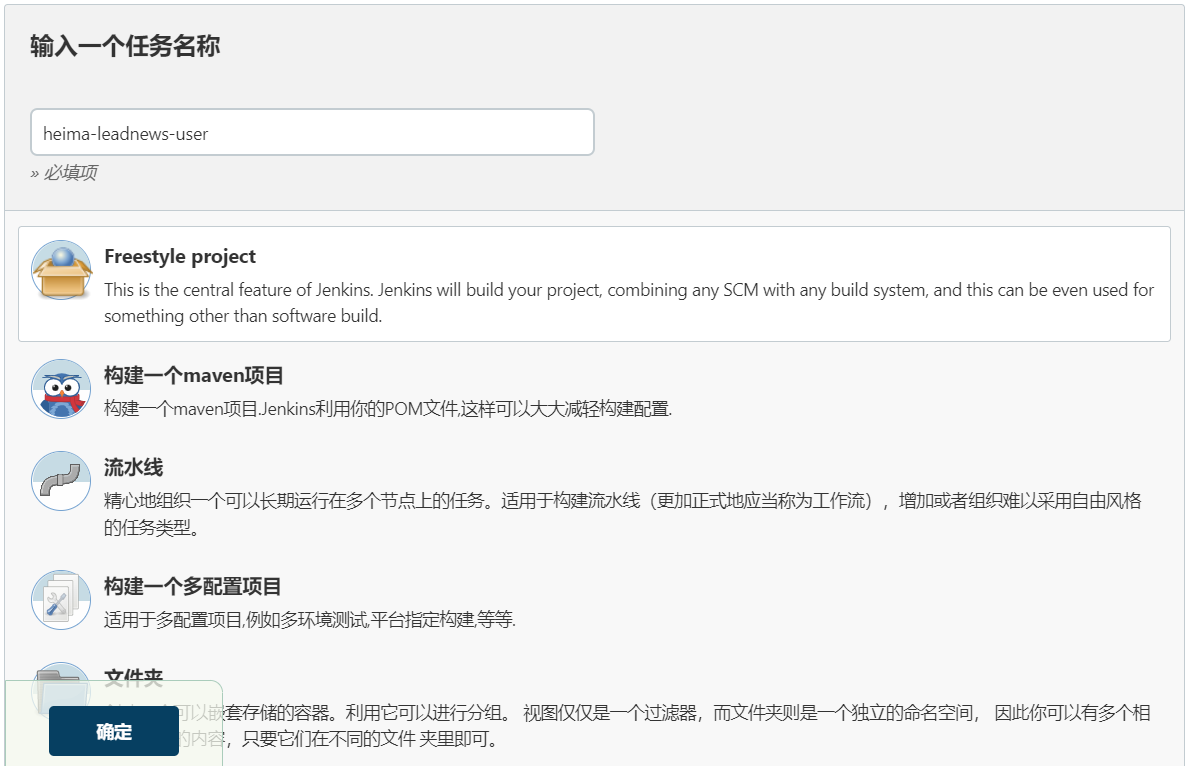 输入一个任务名称
heima-leadnews-user
» 必填项
Freestyle project
This is the central feature of Jenkins. Jenkins will build your project, combining any SCM with any build system, and this can be even used for
something other than software build.
构建一个maven项目
构建一个maven项目.Jenkins利用你的POM文件,这样可以大大减轻构建配置.
流水线
精心地组织一个可以长期运行在多个节点上的任务。适用于构建流水线（更加正式地应当称为工作流），增加或者组织难以采用自由风格
的任务类型。
构建一个多配置项目
适用于多配置项目,例如多环境测试,平台指定构建,等等.
文件夹
可以嵌套存储的容器。利用它可以进行分组。 视图仅仅是一个过滤器，而文件夹则是一个独立的命名空间， 因此你可以有多个相
的内容，只要它们在不同的文件 夹里即可。
确定